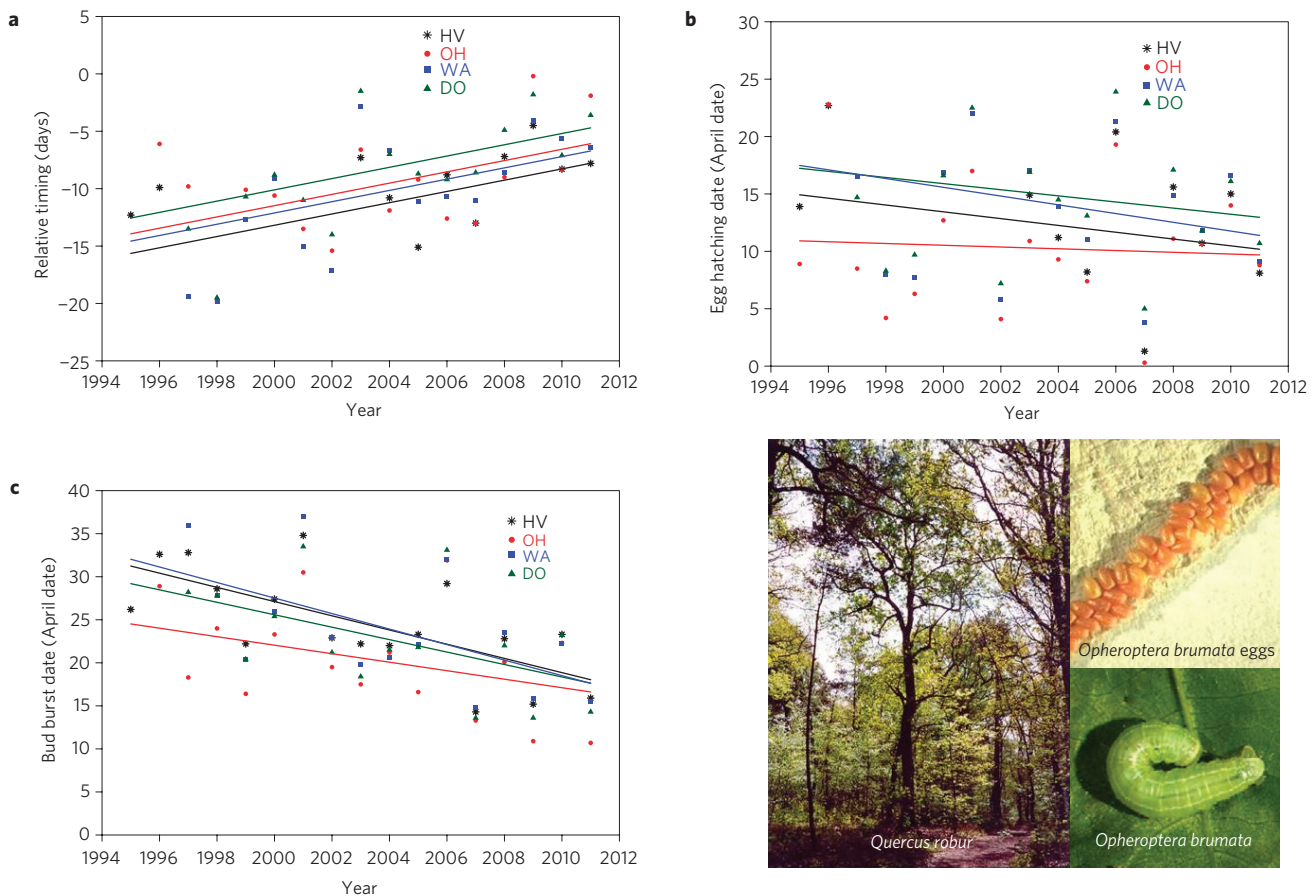 a
Relative timing (days)
5
0
−5
−10
−15
−20
−25
HV
OH
WA
DO
1994 1996 1998 2000 2002 2004 2006 2008 2010 2012
Year
b
Egg hatching date (April date)
30
25
20
15
10
5
0
HV
OH
WA
DO
1994 1996 1998 2000 2002 2004 2006 2008 2010 2012
Year
c
Bud burst date (April date)
40
35
30
25
20
15
10
5
0
HV
OH
WA
DO
1994 1996 1998 2000 2002 2004 2006 2008 2010 2012
Year
Quercus robur
Opheroptera brumata eggs
Opheroptera brumata